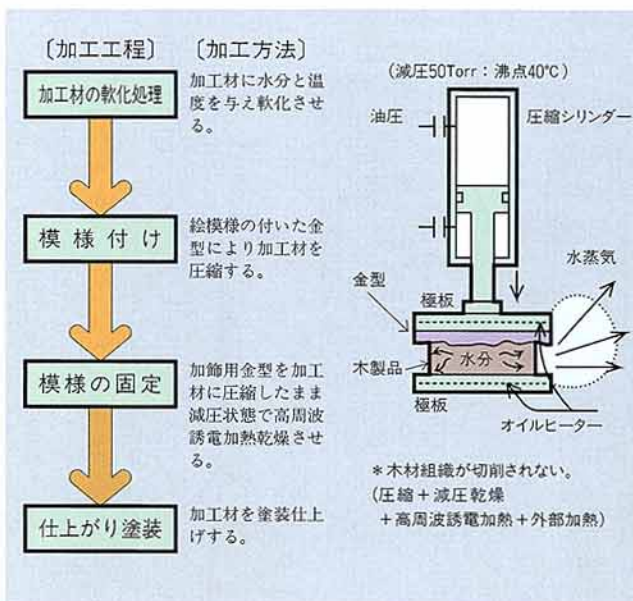 〔加工工程〕
〔加工方法〕
加工材の軟化処理
加工材に水分と温
度を与え軟化させ
る。
模様付け
絵模様の付いた金
型により加工材を
圧縮する。
模様の固定
加飾用金型を加工
材に圧縮したまま
減圧状態で高周波
誘電加熱乾燥させ
る。
仕上がり塗装
加工材を塗装仕上
げする。
(減圧50Torr：沸点40℃)
油圧
圧縮シリンダー
水蒸気
金型
極板
木製品
水分
極板
オイルヒーター
＊木材組織が切削されない。
(圧縮＋減圧乾燥
＋高周波誘電加熱＋外部加熱)